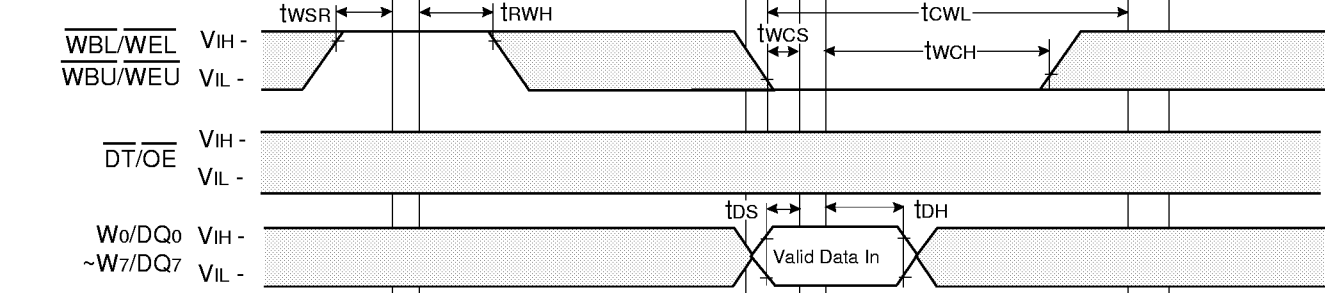 tWSR tRWH tCWL
tWCS
WBL/WEL VIH -
tWCH
WBU/WEU VIL -
VIH -
DT/OE
VIL -
tDS tDH
W0/DQ0 VIH -
~W7/DQ7 VIL -
Valid Data In